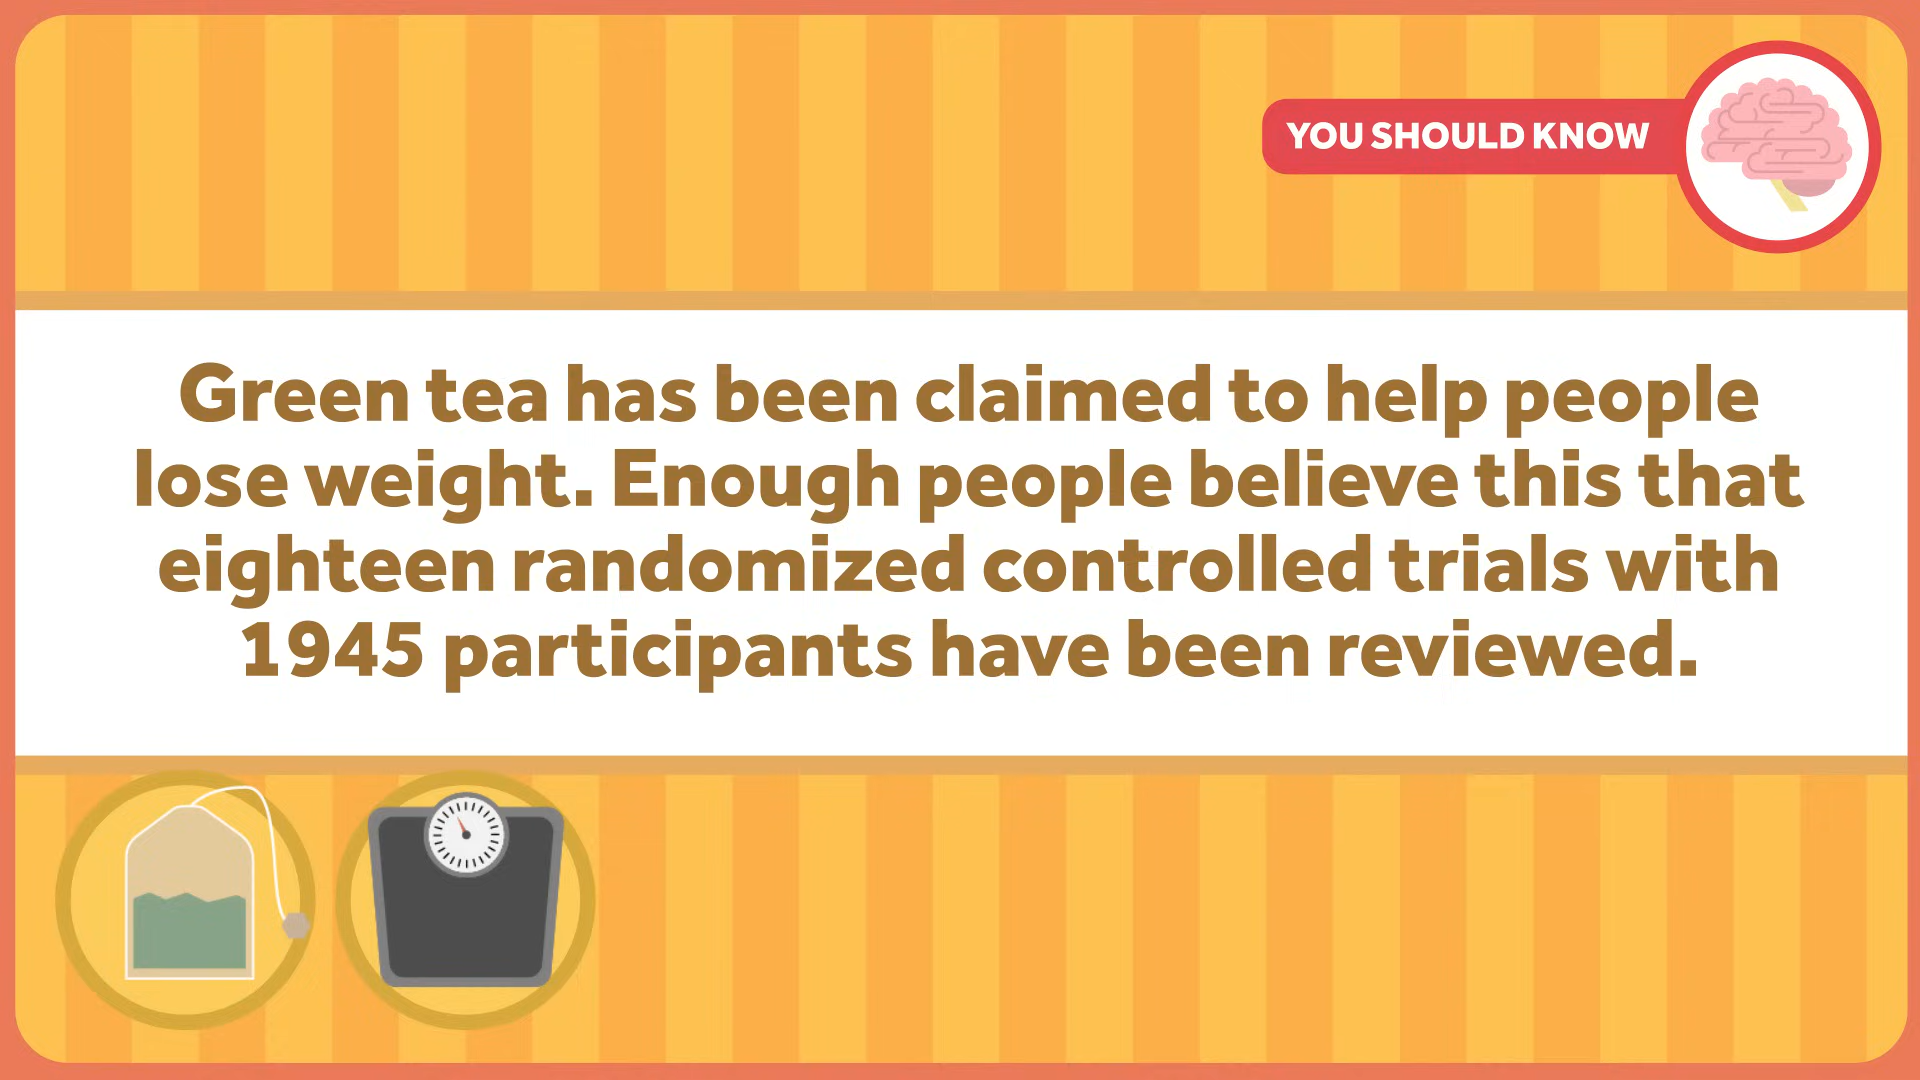 YOU SHOULD KNOW
Green tea has been claimed to help people
lose weight. Enough people believe this that
eighteen randomized controlled trials with
1945 participants have been reviewed.